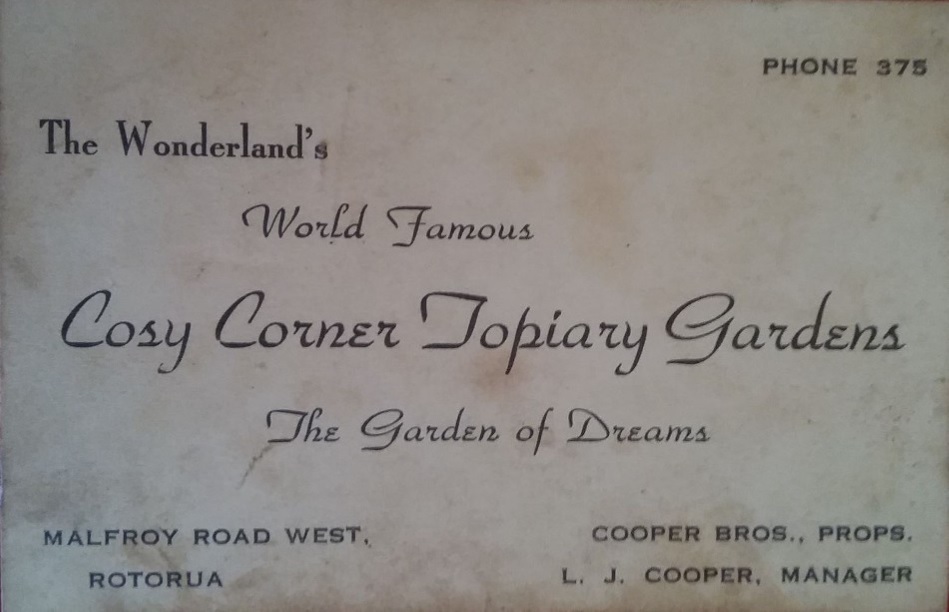 PHONE 375
The Wonderland's
World Famous
Cosy Corner Topiary Gardens
The Garden of Dreams
MALFROY ROAD WEST,
ROTORUA
COOPER BROS., PROPS.
L. J. COOPER, MANAGER